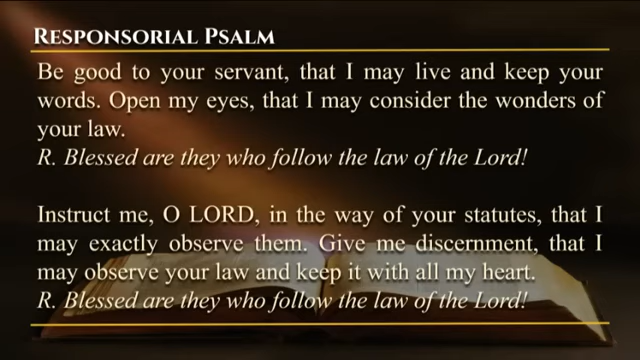 RESPONSORIAL PSALM
Be good to your servant, that I may live and keep your
words. Open my eyes, that I may consider the wonders of
your law.
R. Blessed are they who follow the law of the Lord!
Instruct me, O LORD, in the way of your statutes, that I
may exactly observe them. Give me discernment, that I
may observe your law and keep it with all my heart.
R. Blessed are they who follow the law of the Lord!